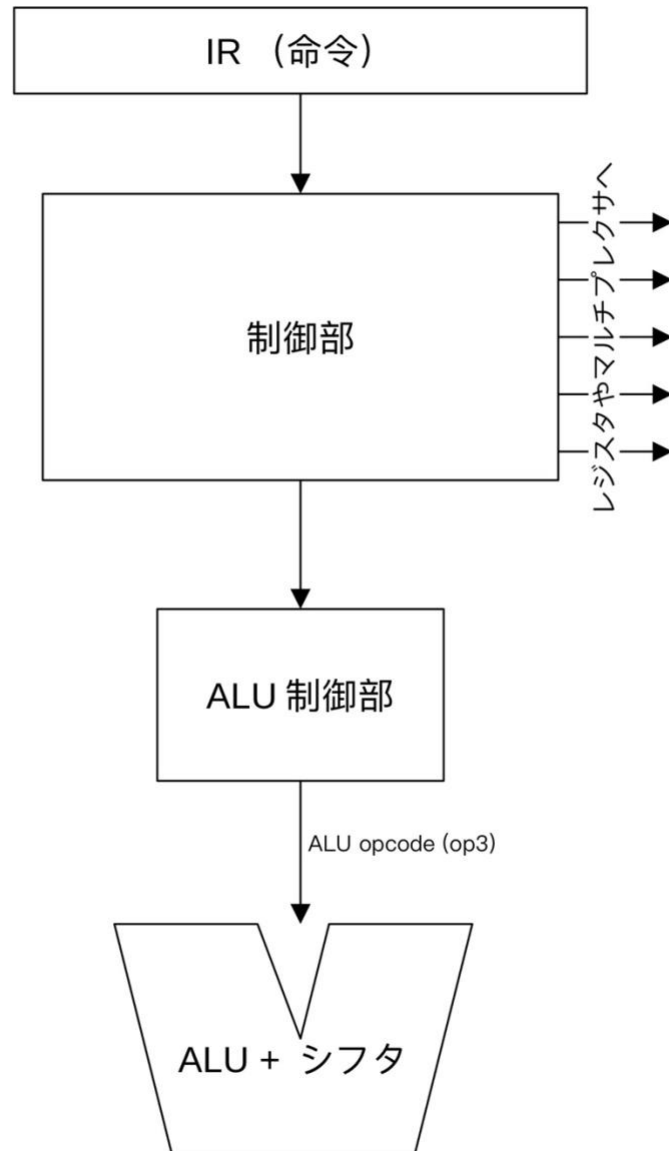 IR （命令）
レジスタやマルチプレクサへ
制御部
ALU 制御部
ALU opcode (op3)
ALU + シフタ